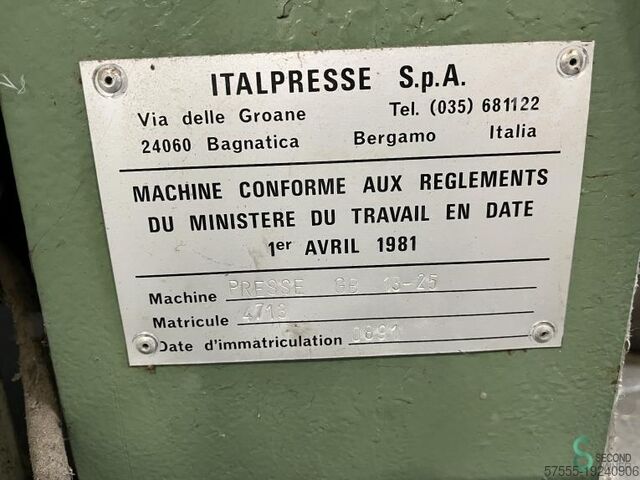 ITALPRESSE S.p.A.
Via delle Groane Tel. (035) 681122
24060 Bagnatica Bergamo Italia
MACHINE CONFORME AUX REGLEMENTS
DU MINISTERE DU TRAVAIL EN DATE
1er AVRIL 1981
Machine PRESSE GB 13-25
Matricule 4713
Date d'immatriculation 0691
SECOND
57555-19240906